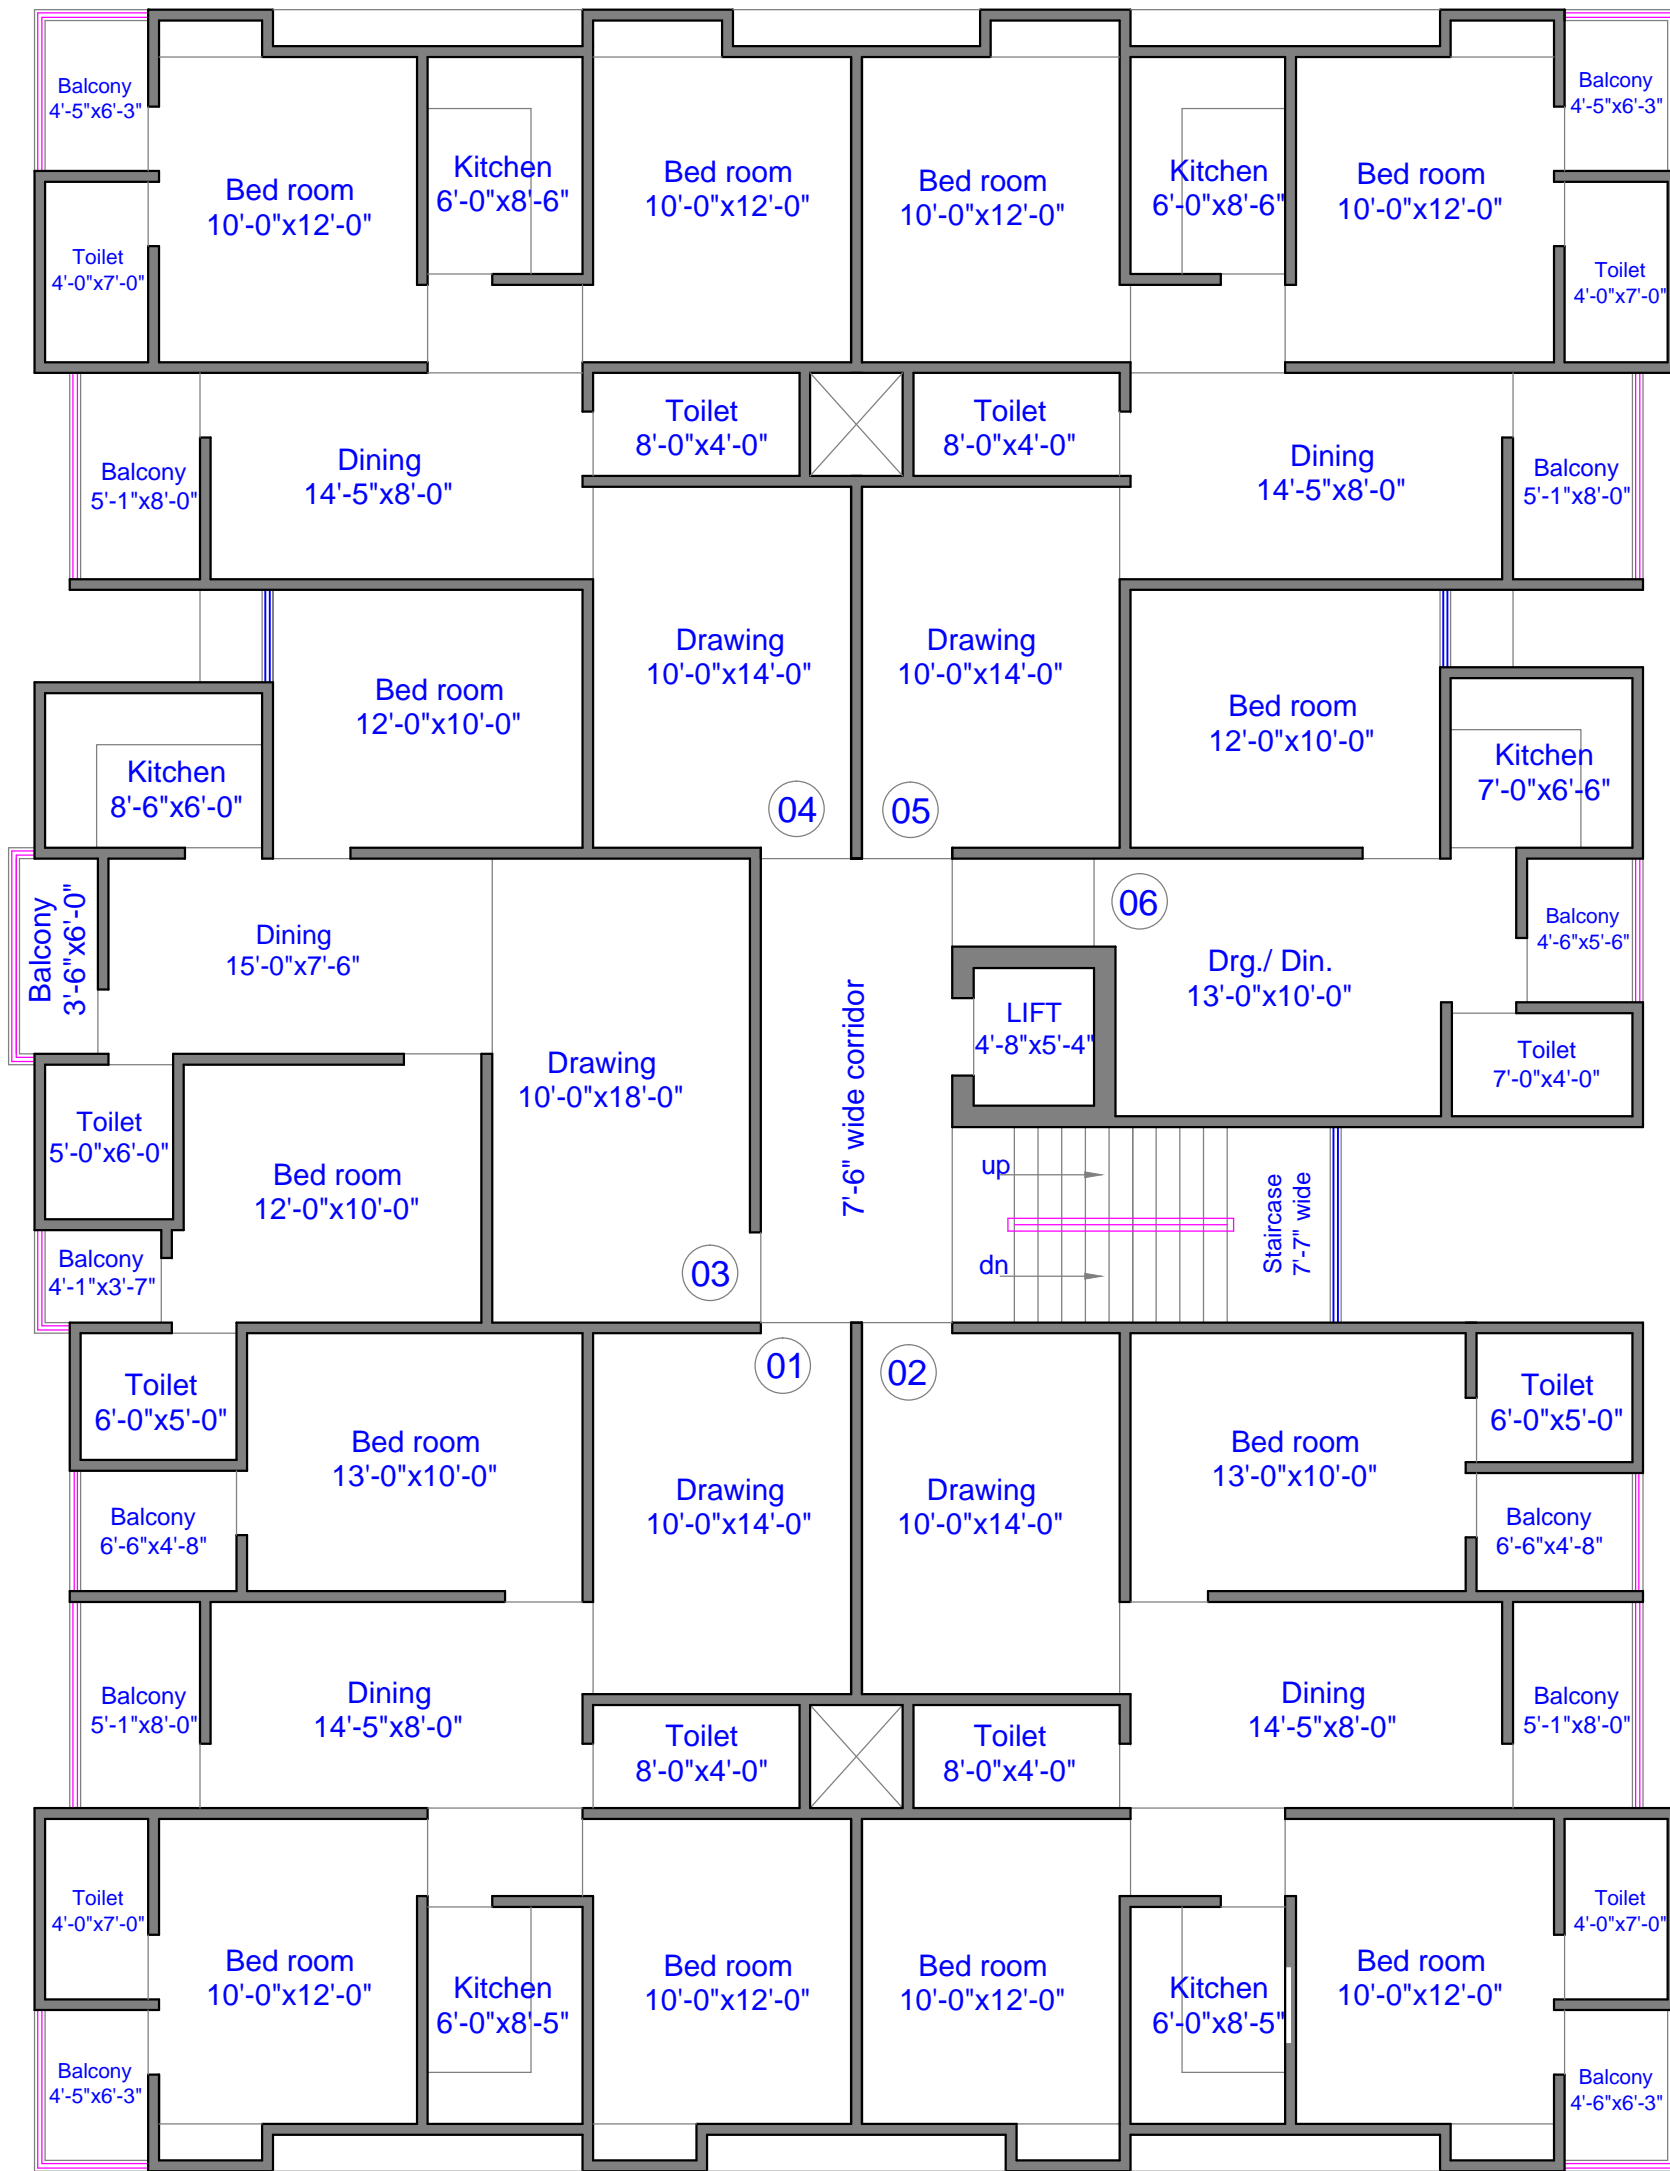 Balcony
4'-5"x6'-3"
Bed room
10'-0"x12'-0"
Kitchen
6'-0"x8'-6"
Bed room
10'-0"x12'-0"
Bed room
10'-0"x12'-0"
Kitchen
6'-0"x8'-6"
Bed room
10'-0"x12'-0"
Balcony
4'-5"x6'-3"
Toilet
4'-0"x7'-0"
Toilet
4'-0"x7'-0"
Balcony
5'-1"x8'-0"
Dining
14'-5"x8'-0"
Toilet
8'-0"x4'-0"
Toilet
8'-0"x4'-0"
Dining
14'-5"x8'-0"
Balcony
5'-1"x8'-0"
Drawing
10'-0"x14'-0"
Drawing
10'-0"x14'-0"
Bed room
12'-0"x10'-0"
Bed room
12'-0"x10'-0"
Kitchen
8'-6"x6'-0"
04
05
Kitchen
7'-0"x6'-6"
Balcony
3'-6"x6'-0"
Dining
15'-0"x7'-6"
06
Balcony
4'-6"x5'-6"
Drg./ Din.
13'-0"x10'-0"
LIFT
4'-8"x5'-4"
7'-6" wide corridor
Drawing
10'-0"x18'-0"
Toilet
7'-0"x4'-0"
Toilet
5'-0"x6'-0"
Bed room
12'-0"x10'-0"
up
Staircase
7'-7" wide
dn
Balcony
4'-1"x3'-7"
03
01
02
Toilet
6'-0"x5'-0"
Bed room
13'-0"x10'-0"
Drawing
10'-0"x14'-0"
Drawing
10'-0"x14'-0"
Bed room
13'-0"x10'-0"
Toilet
6'-0"x5'-0"
Balcony
6'-6"x4'-8"
Balcony
6'-6"x4'-8"
Balcony
5'-1"x8'-0"
Dining
14'-5"x8'-0"
Toilet
8'-0"x4'-0"
Toilet
8'-0"x4'-0"
Dining
14'-5"x8'-0"
Balcony
5'-1"x8'-0"
Toilet
4'-0"x7'-0"
Bed room
10'-0"x12'-0"
Kitchen
6'-0"x8'-5"
Bed room
10'-0"x12'-0"
Bed room
10'-0"x12'-0"
Kitchen
6'-0"x8'-5"
Bed room
10'-0"x12'-0"
Toilet
4'-0"x7'-0"
Balcony
4'-5"x6'-3"
Balcony
4'-6"x6'-3"